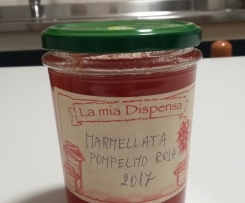 La mia Dispensa
MARMELLATA
POMPELMO ROSA
2017